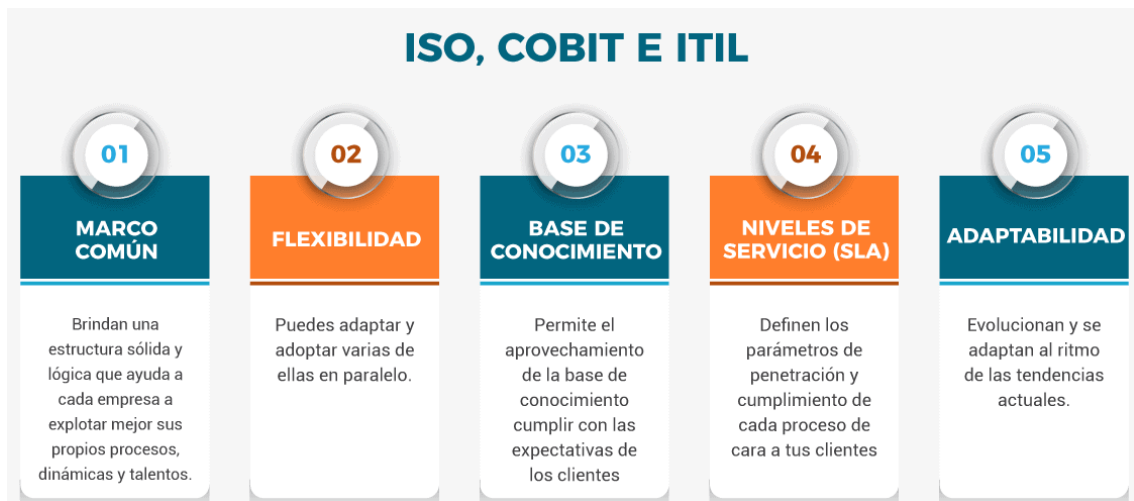 ISO, COBIT E ITIL
01
MARCO
COMÚN
Brindan una
estructura sólida y
lógica que ayuda a
cada empresa a
explotar mejor sus
propios procesos,
dinámicas y talentos.
02
FLEXIBILIDAD
Puedes adaptar y
adoptar varias de
ellas en paralelo.
03
BASE DE
CONOCIMIENTO
Permite el
aprovechamiento
de la base de
conocimiento
cumplir con las
expectativas de
los clientes
04
NIVELES DE
SERVICIO (SLA)
Definen los
parámetros de
penetración y
cumplimiento de
cada proceso de
cara a tus clientes
05
ADAPTABILIDAD
Evolucionan y se
adaptan al ritmo
de las tendencias
actuales.